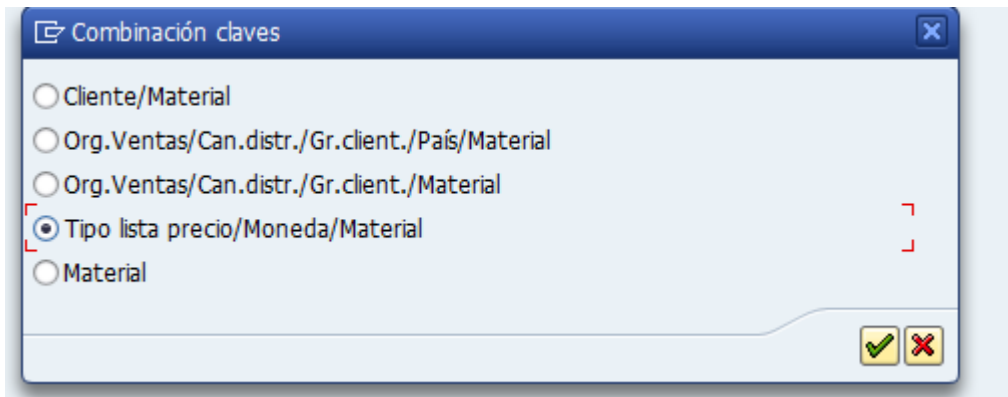 Combinación claves
Cliente/Material
Org.Ventas/Can.distr./Gr.client./País/Material
Org.Ventas/Can.distr./Gr.client./Material
Tipo lista precio/Moneda/Material
Material